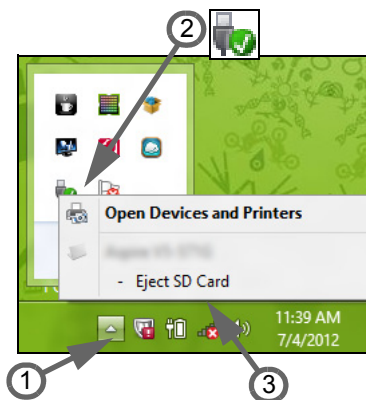 2
Open Devices and Printers
- Eject SD Card
11:39 AM
7/4/2012
1
3